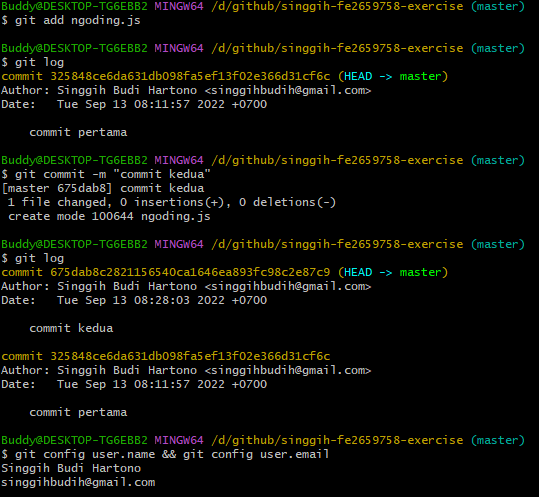 Buddy@DESKTOP-TG6EBB2 MINGW64 /d/github/singgih-fe2659758-exercise (master)
$ git add ngoding.js
Buddy@DESKTOP-TG6EBB2 MINGW64 /d/github/singgih-fe2659758-exercise (master)
$ git log
commit 325848ce6da631db098fa5ef13f02e366d31cf6c (HEAD -> master)
Author: Singgih Budi Hartono <singgihbudih@gmail.com>
Date:   Tue Sep 13 08:11:57 2022 +0700
    commit pertama
Buddy@DESKTOP-TG6EBB2 MINGW64 /d/github/singgih-fe2659758-exercise (master)
$ git commit -m "commit kedua"
[master 675dab8] commit kedua
 1 file changed, 0 insertions(+), 0 deletions(-)
 create mode 100644 ngoding.js
Buddy@DESKTOP-TG6EBB2 MINGW64 /d/github/singgih-fe2659758-exercise (master)
$ git log
commit 675dab8c2821156540ca1646ea893fc98c2e87c9 (HEAD -> master)
Author: Singgih Budi Hartono <singgihbudih@gmail.com>
Date:   Tue Sep 13 08:28:03 2022 +0700
    commit kedua
commit 325848ce6da631db098fa5ef13f02e366d31cf6c
Author: Singgih Budi Hartono <singgihbudih@gmail.com>
Date:   Tue Sep 13 08:11:57 2022 +0700
    commit pertama
Buddy@DESKTOP-TG6EBB2 MINGW64 /d/github/singgih-fe2659758-exercise (master)
$ git config user.name && git config user.email
Singgih Budi Hartono
singgihbudih@gmail.com